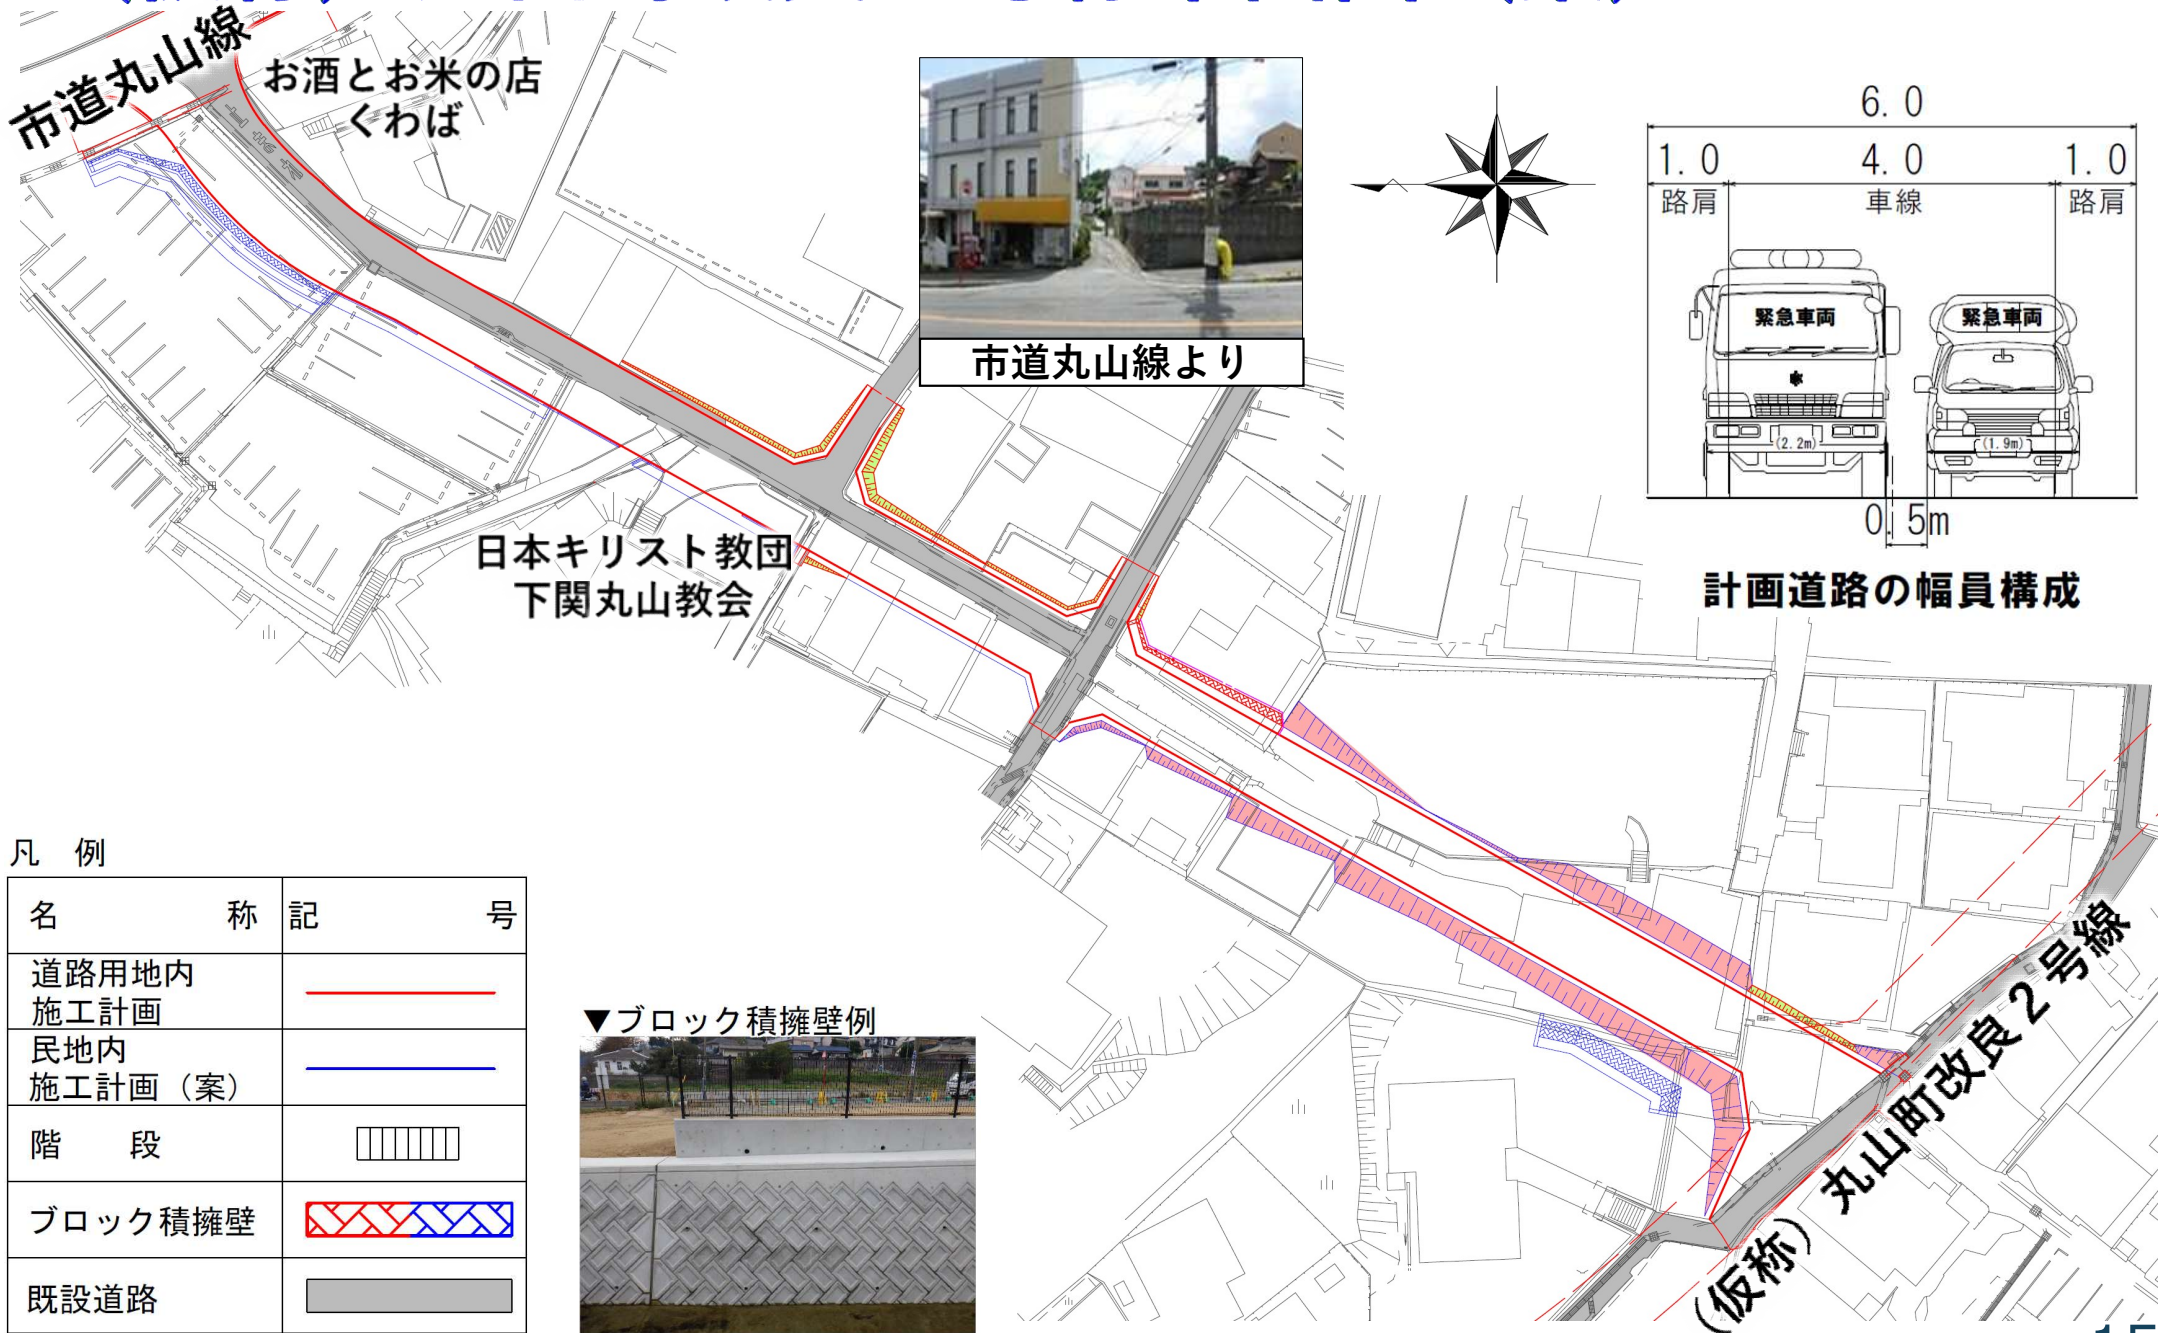 市道丸山線
お酒とお米の店
くわば
市道丸山線より
6.0
1.0
4.0
1.0
路肩
車線
路肩
緊急車両
緊急車両
(2.2m)
(1.9m)
0.5m
計画道路の幅員構成
日本キリスト教団
下関丸山教会
凡 例
名 称
記 号
道路用地内
施工計画
民地内
施工計画（案）
階 段
ブロック積擁壁
既設道路
▼ブロック積擁壁例
（仮称）丸山町改良２号線